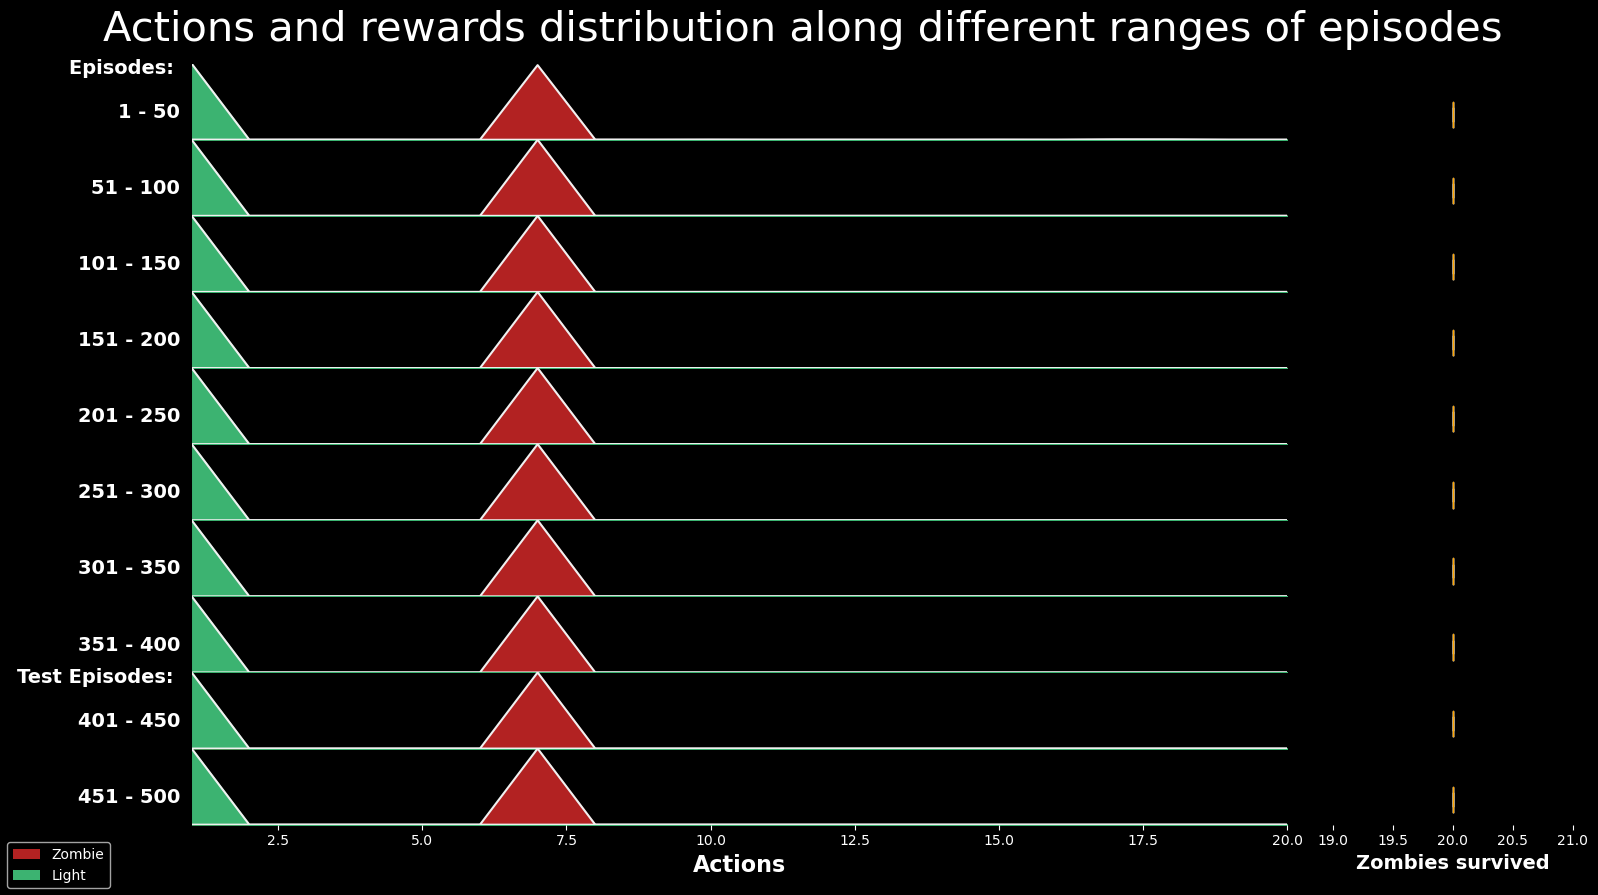 Actions and rewards distribution along different ranges of episodes
Episodes:
1 - 50
51 - 100
101 - 150
151 - 200
201 - 250
251 - 300
301 - 350
351 - 400
Test Episodes:
401 - 450
451 - 500
2.5 5.0 7.5 10.0 12.5 15.0 17.5 20.0 19.0 19.5 20.0 20.5 21.0
Actions
Zombies survived
Zombie
Light